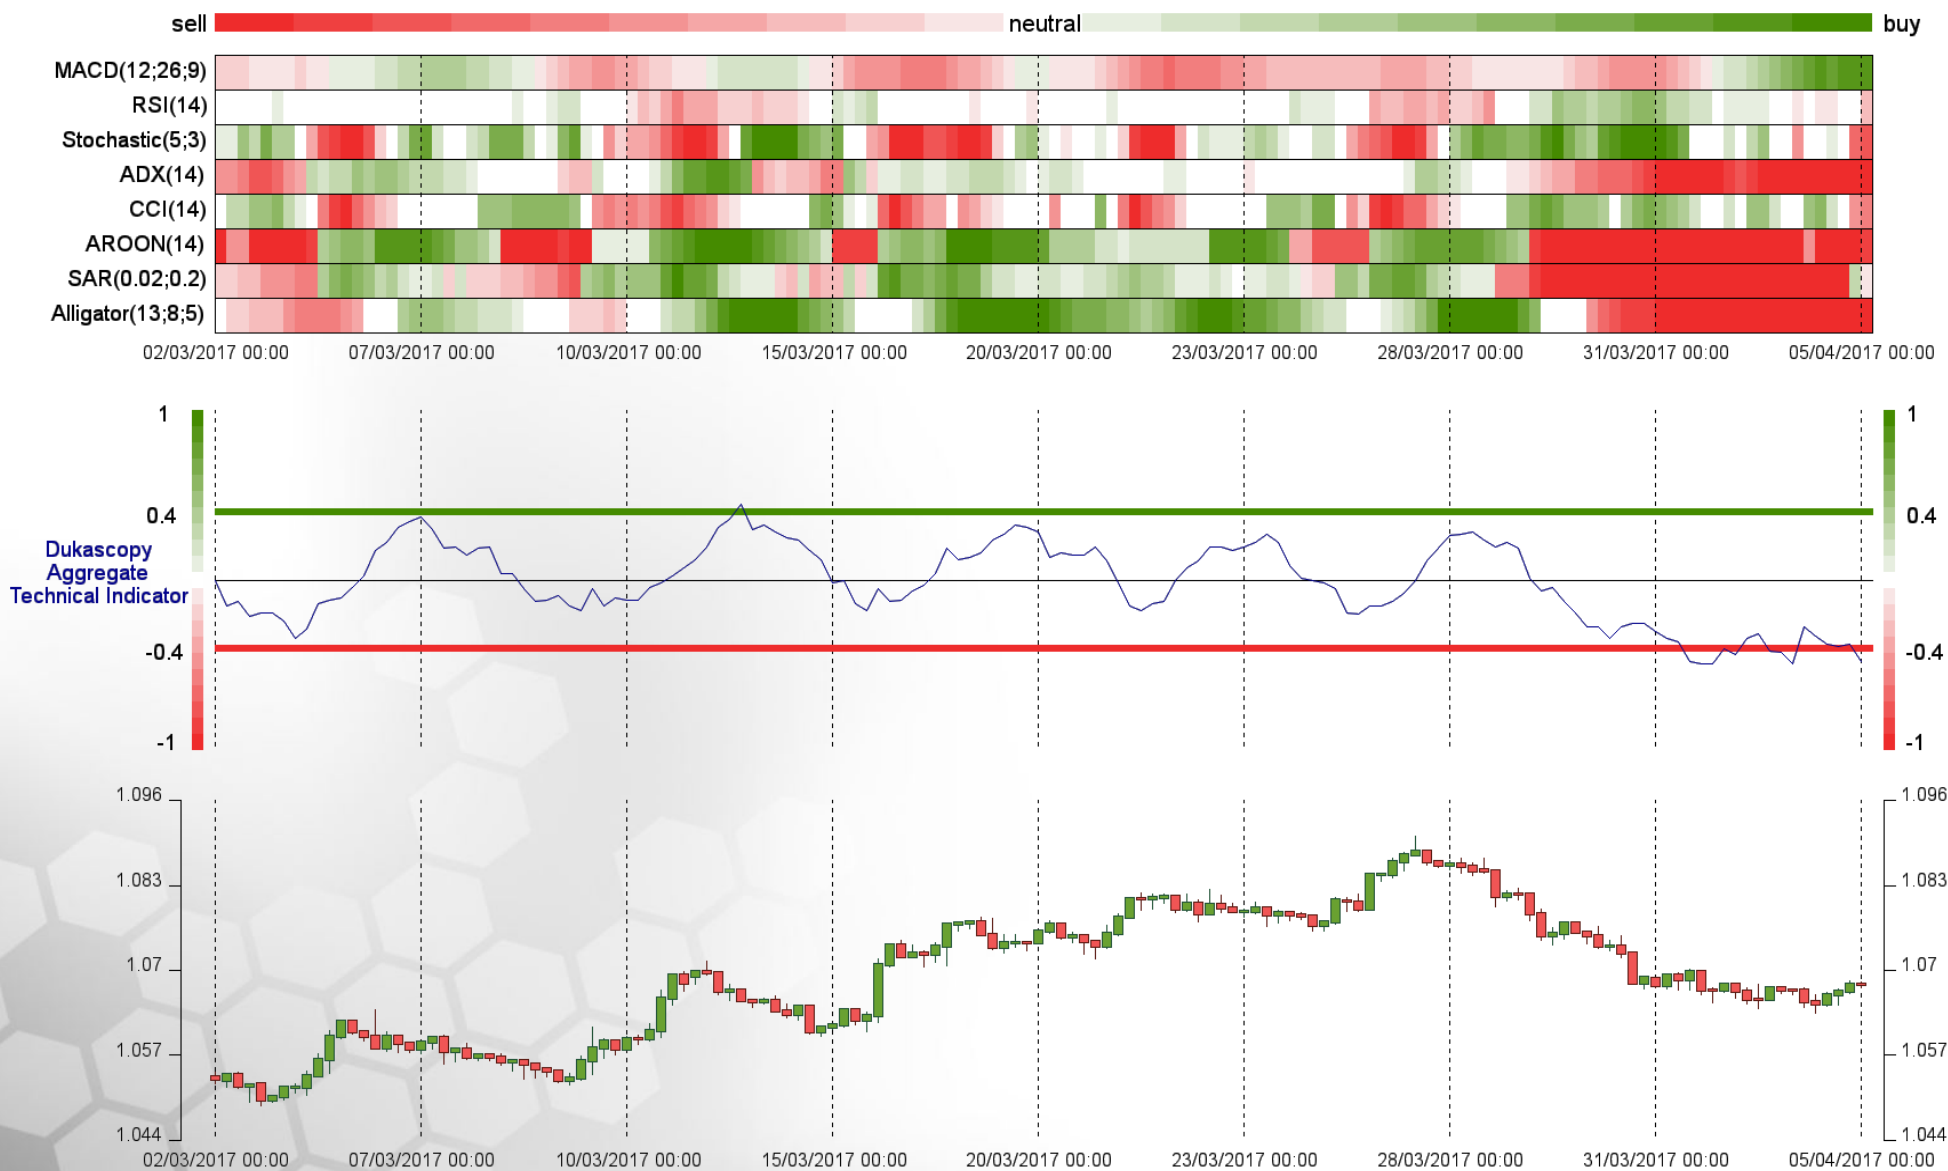 sell neutral buy
MACD(12;26;9)
RSI(14)
Stochastic(5;3)
ADX(14)
CCI(14)
AROON(14)
SAR(0.02;0.2)
Alligator(13;8;5)
02/03/2017 00:00 07/03/2017 00:00 10/03/2017 00:00 15/03/2017 00:00 20/03/2017 00:00 23/03/2017 00:00 28/03/2017 00:00 31/03/2017 00:00 05/04/2017 00:00
1 1
0.4 0.4
Dukascopy
Aggregate
Technical Indicator
-0.4 -0.4
-1 -1
1.096 1.096
1.083 1.083
1.07 1.07
1.057 1.057
1.044 1.044
02/03/2017 00:00 07/03/2017 00:00 10/03/2017 00:00 15/03/2017 00:00 20/03/2017 00:00 23/03/2017 00:00 28/03/2017 00:00 31/03/2017 00:00 05/04/2017 00:00